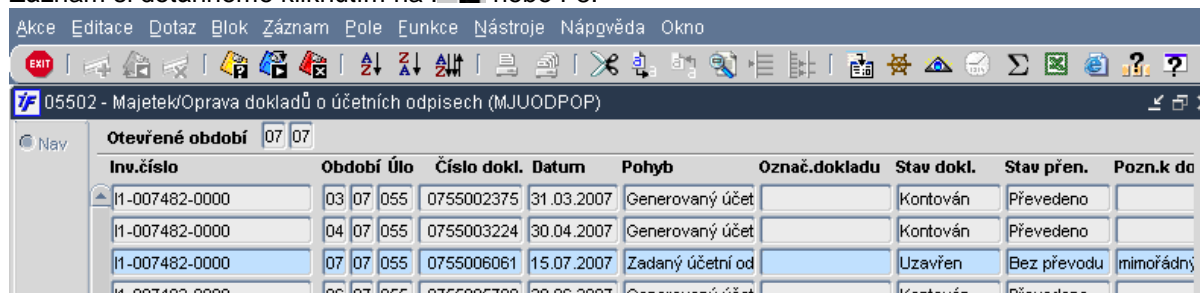 Akce Editace Dotaz Blok Záznam Pole Funkce Nástroje Nápověda Okno
EXIT
05502 - Majetek/Oprava dokladů o účetních odpisech (MJUODPOP)
Nav
Otevřené období 07 07
Inv.číslo Období Úlo Číslo dokl. Datum Pohyb Označ.dokladu Stav dokl. Stav přen. Pozn.k do
I1-007482-0000 03 07 055 0755002375 31.03.2007 Generovaný účet Kontován Převedeno
I1-007482-0000 04 07 055 0755003224 30.04.2007 Generovaný účet Kontován Převedeno
I1-007482-0000 07 07 055 0755006061 15.07.2007 Zadaný účetní od Uzavřen Bez převodu mimořádný